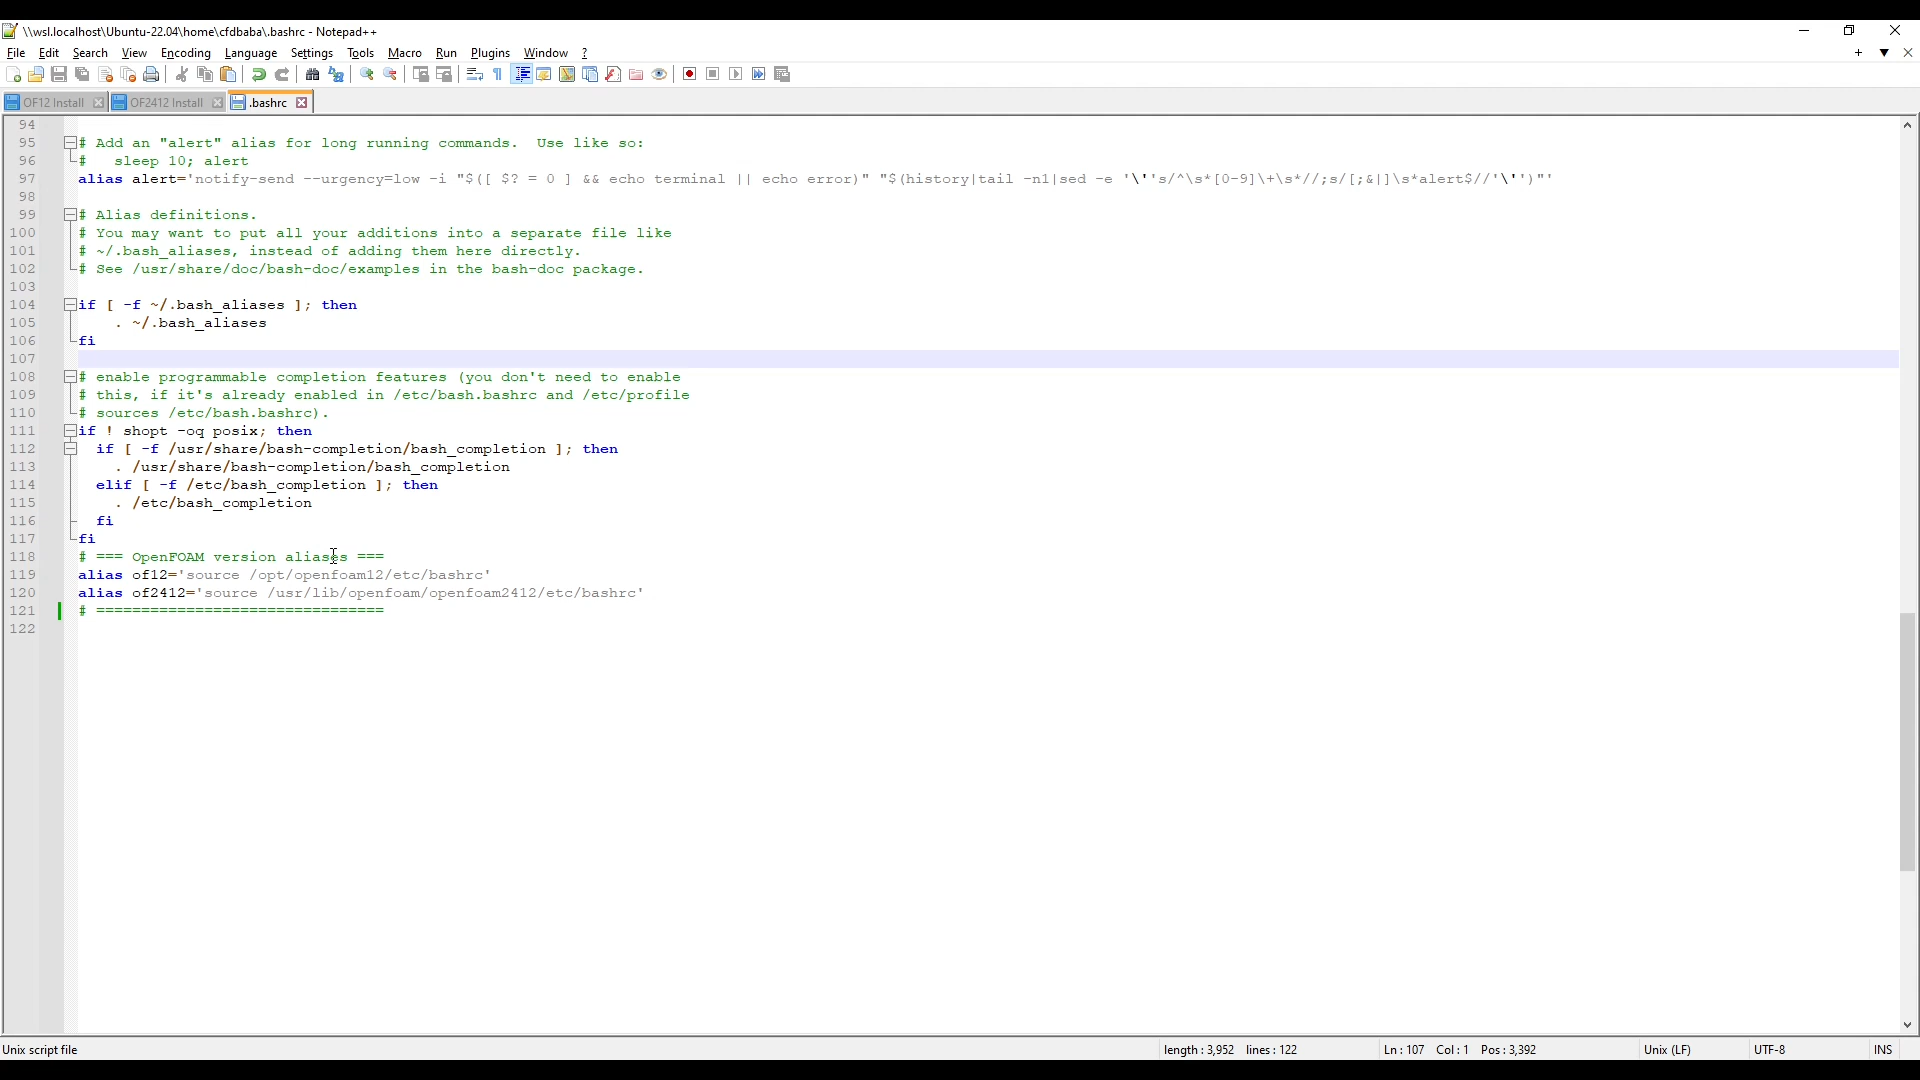 \\wsl.localhost\Ubuntu-22.04\home\cfdbaba\.bashrc - Notepad++
File Edit Search View Encoding Language Settings Tools Macro Run Plugins Window ?
OF12 Install OF2412 Install .bashrc
94
95 # Add an "alert" alias for long running commands.  Use like so:
96 #   sleep 10; alert
97 alias alert='notify-send --urgency=low -i "$([ $? = 0 ] && echo terminal || echo error)" "$(history|tail -n1|sed -e '\''s/^\s*[0-9]\+\s*//;s/[;&|]\s*alert$//'\'')"'
98
99 # Alias definitions.
100 # You may want to put all your additions into a separate file like
101 # ~/.bash_aliases, instead of adding them here directly.
102 # See /usr/share/doc/bash-doc/examples in the bash-doc package.
103
104 if [ -f ~/.bash_aliases ]; then
105     . ~/.bash_aliases
106 fi
107
108 # enable programmable completion features (you don't need to enable
109 # this, if it's already enabled in /etc/bash.bashrc and /etc/profile
110 # sources /etc/bash.bashrc).
111 if ! shopt -oq posix; then
112   if [ -f /usr/share/bash-completion/bash_completion ]; then
113     . /usr/share/bash-completion/bash_completion
114   elif [ -f /etc/bash_completion ]; then
115     . /etc/bash_completion
116   fi
117 fi
118 # === OpenFOAM version aliases ===
119 alias of12='source /opt/openfoam12/etc/bashrc'
120 alias of2412='source /usr/lib/openfoam/openfoam2412/etc/bashrc'
121 # ================================
122
Unix script file length : 3,952 lines : 122 Ln : 107 Col : 1 Pos : 3,392 Unix (LF) UTF-8 INS